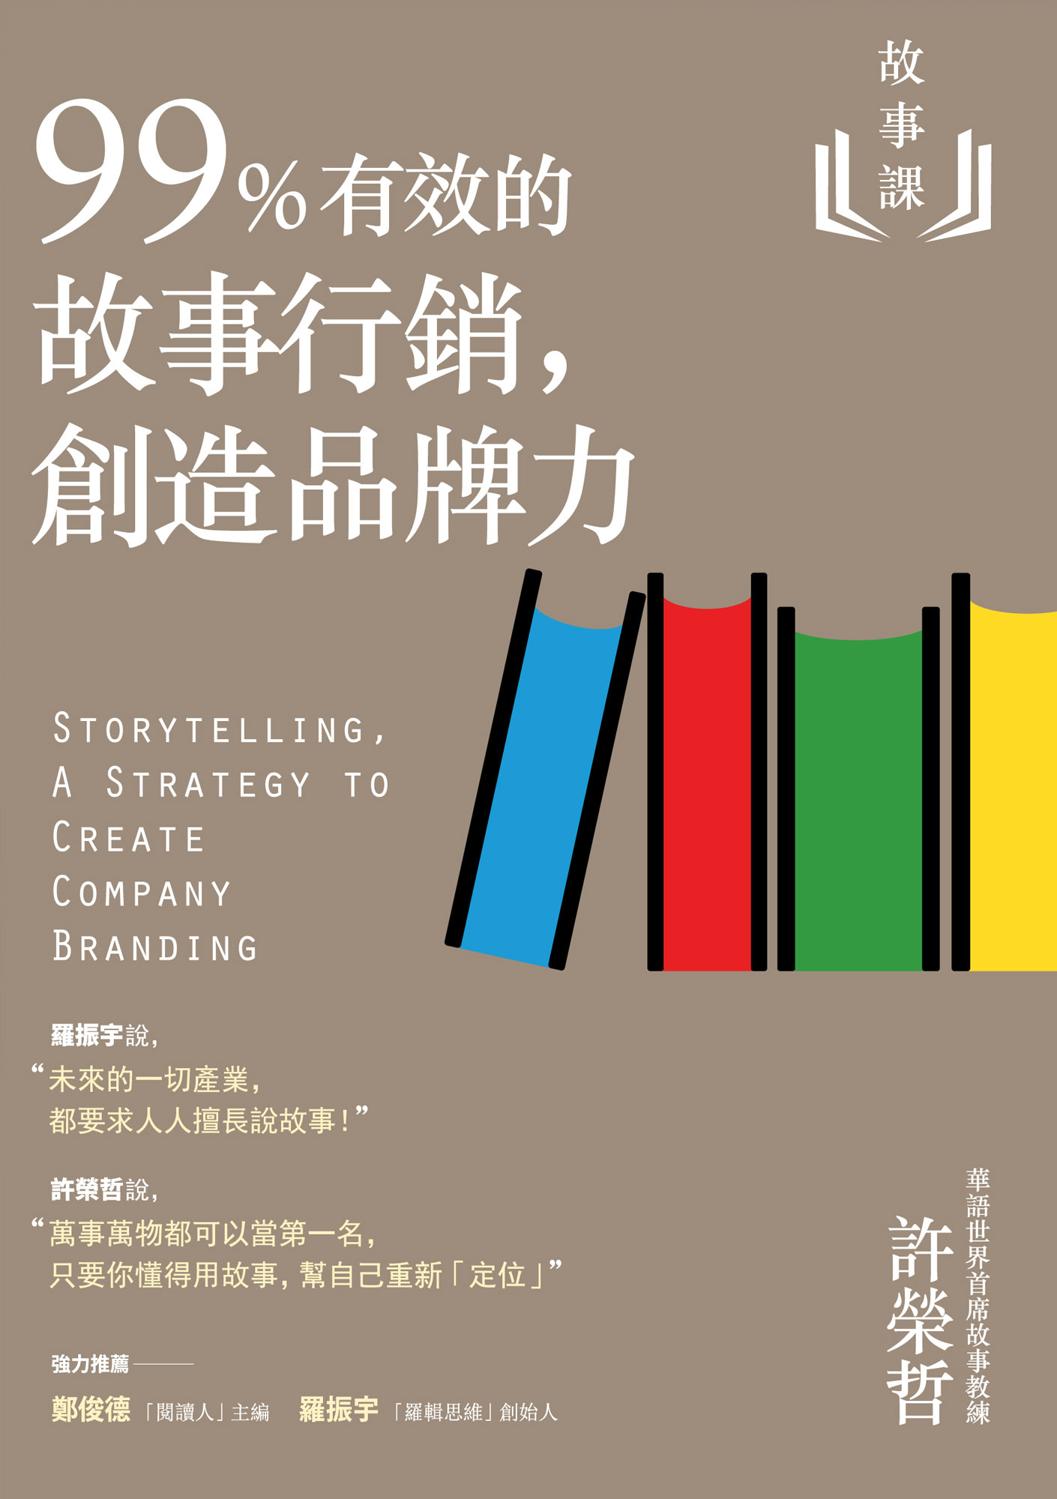 故事課
99%有效的
故事行銷，
創造品牌力
STORYTELLING,
A STRATEGY TO
CREATE
COMPANY
BRANDING
羅振宇說，
“未來的一切產業，
都要求人人擅長說故事！”
許榮哲說，
“萬事萬物都可以當第一名，
只要你懂得用故事，幫自己重新「定位」”
強力推薦——
鄭俊德「閱讀人」主編 羅振宇「羅輯思維」創始人
華語世界首席故事教練
許榮哲